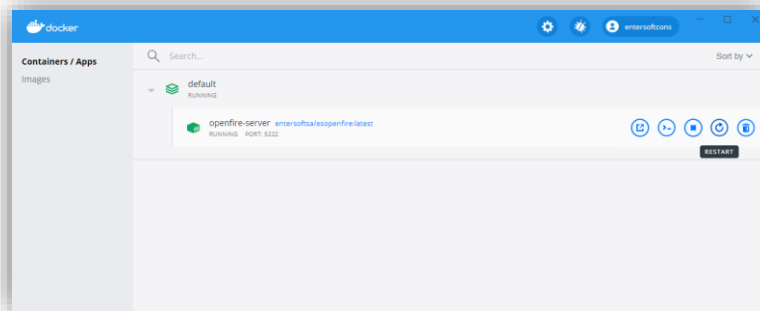 docker
entersoftcons
Containers / Apps
Images
Search...
Sort by
default
RUNNING
openfire-server entersoftsa/esopenfire:latest
RUNNING PORT: 5222
RESTART